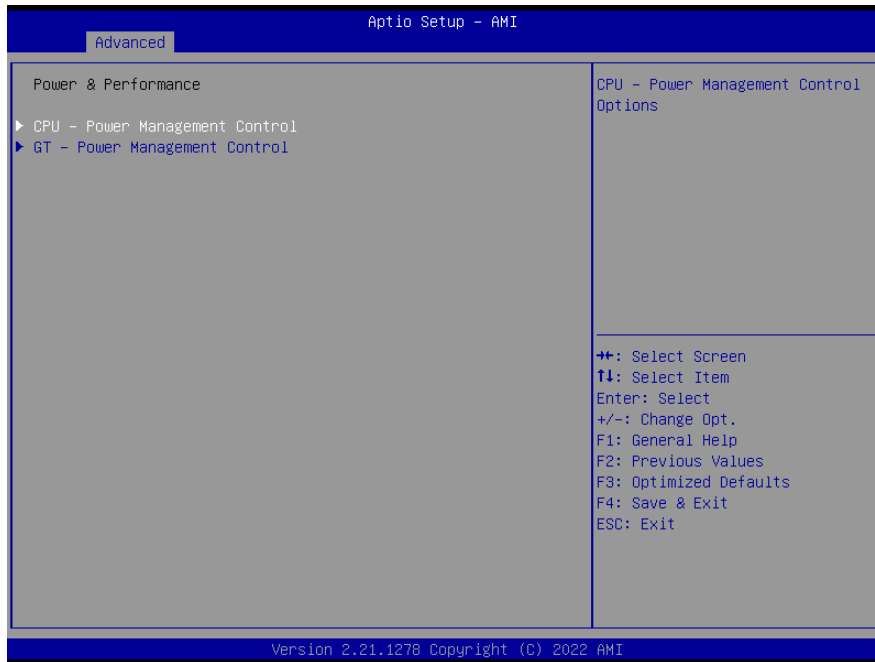 Aptio Setup – AMI
Advanced
Power & Performance
▶ CPU – Power Management Control
▶ GT – Power Management Control
CPU – Power Management Control
Options
→←: Select Screen
↑↓: Select Item
Enter: Select
+/-: Change Opt.
F1: General Help
F2: Previous Values
F3: Optimized Defaults
F4: Save & Exit
ESC: Exit
Version 2.21.1278 Copyright (C) 2022 AMI